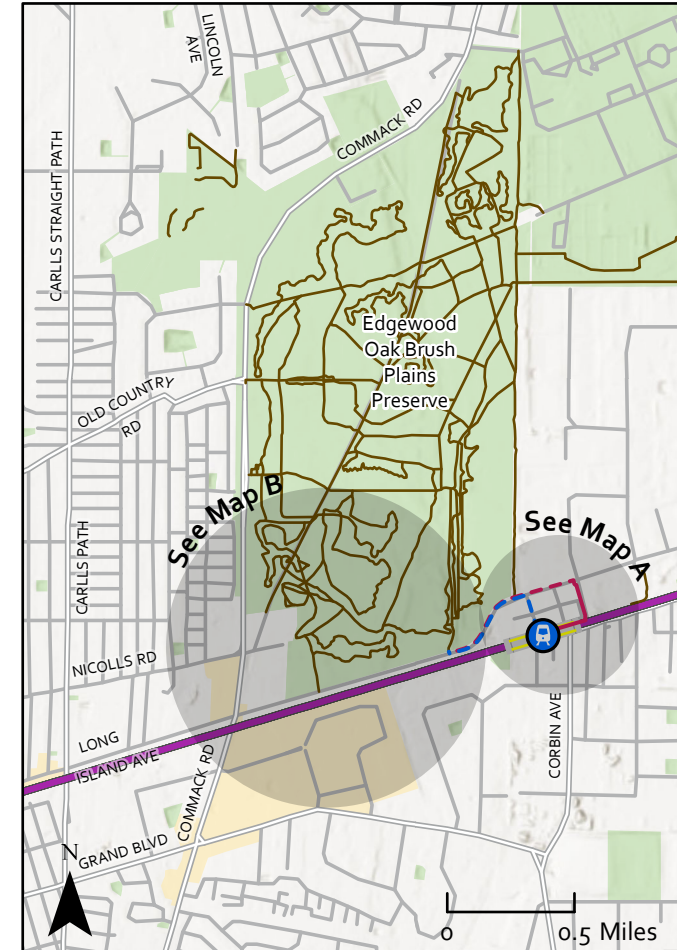 LINCOLN
AVE
COMMACK RD
CARLLS STRAIGHT PATH
Edgewood
Oak Brush
Plains
Preserve
OLD COUNTRY
RD
See Map B
See Map A
CARLLS PATH
NICOLLS RD
CORBIN AVE
LONG
ISLAND AVE
COMMACK RD
GRAND BLVD
N
0 0.5 Miles